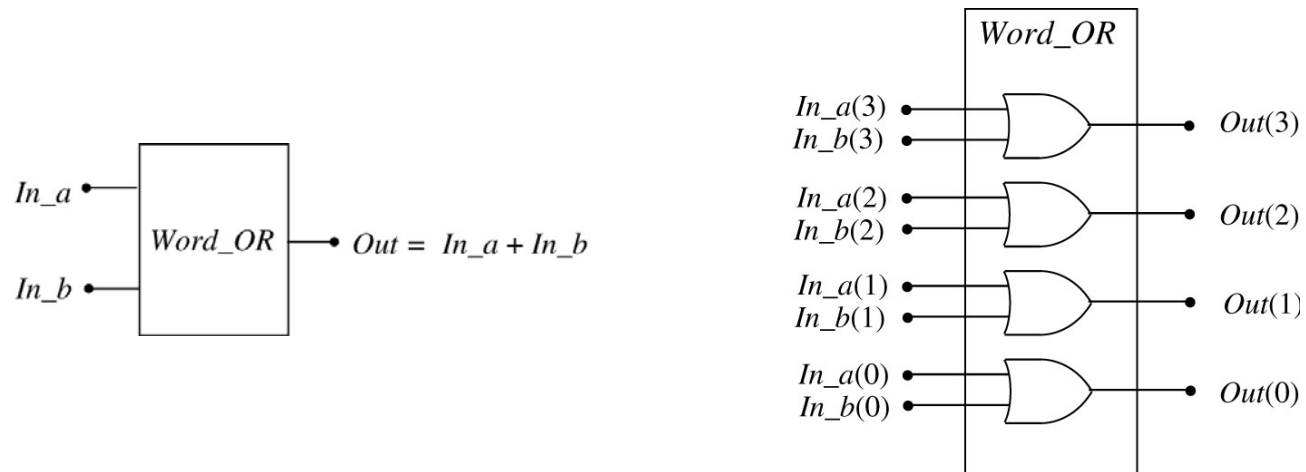 In_a
In_b
Word_OR
Out = In_a + In_b
Word_OR
In_a(3)
In_b(3)
Out(3)
In_a(2)
In_b(2)
Out(2)
In_a(1)
In_b(1)
Out(1)
In_a(0)
In_b(0)
Out(0)